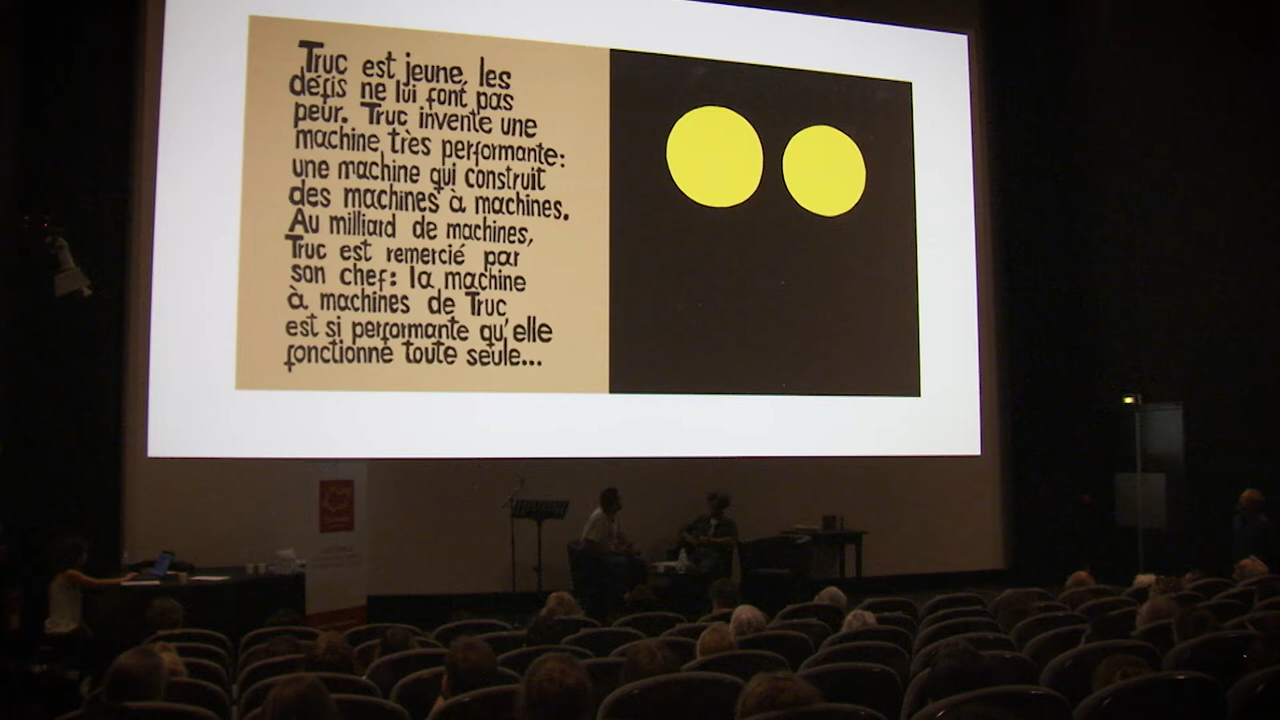 Truc est jeune, les
défis ne lui font pas
peur. Truc invente une
machine très performante:
une machine qui construit
des machines à machines.
Au milliard de machines,
Truc est remercié par
son chef: la machine
à machines de Truc
est si performante qu'elle
fonctionne toute seule...